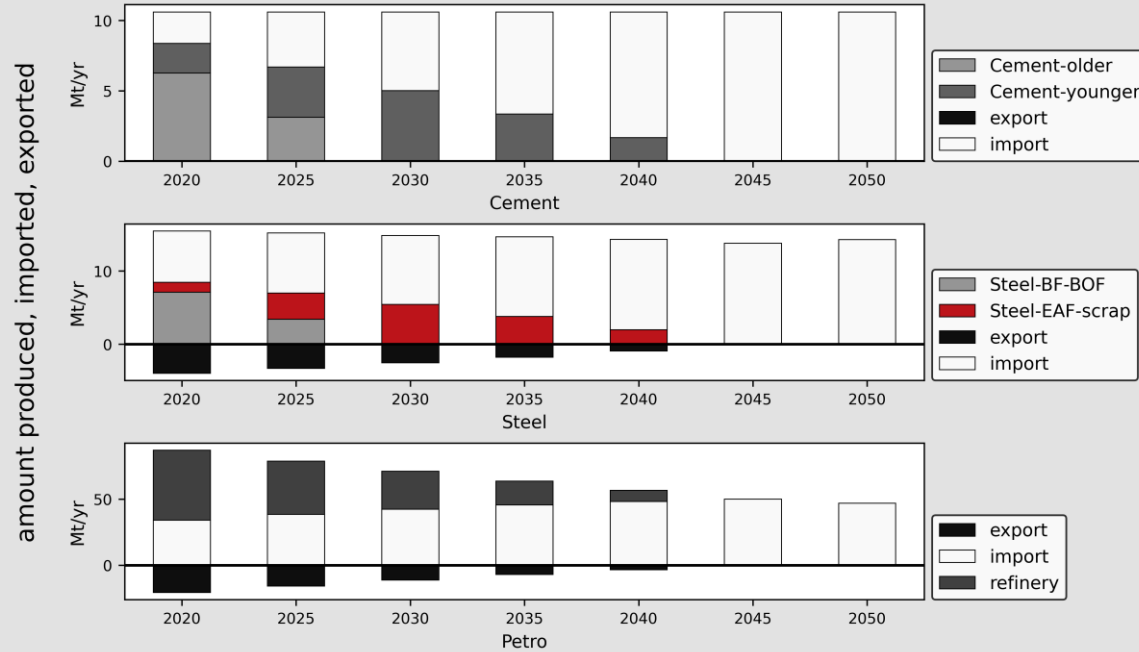 amount produced, imported, exported
Mt/yr
10
5
0
2020 2025 2030 2035 2040 2045 2050
Cement
Cement-older
Cement-younger
export
import
Mt/yr
10
0
2020 2025 2030 2035 2040 2045 2050
Steel
Steel-BF-BOF
Steel-EAF-scrap
export
import
Mt/yr
50
0
2020 2025 2030 2035 2040 2045 2050
Petro
export
import
refinery